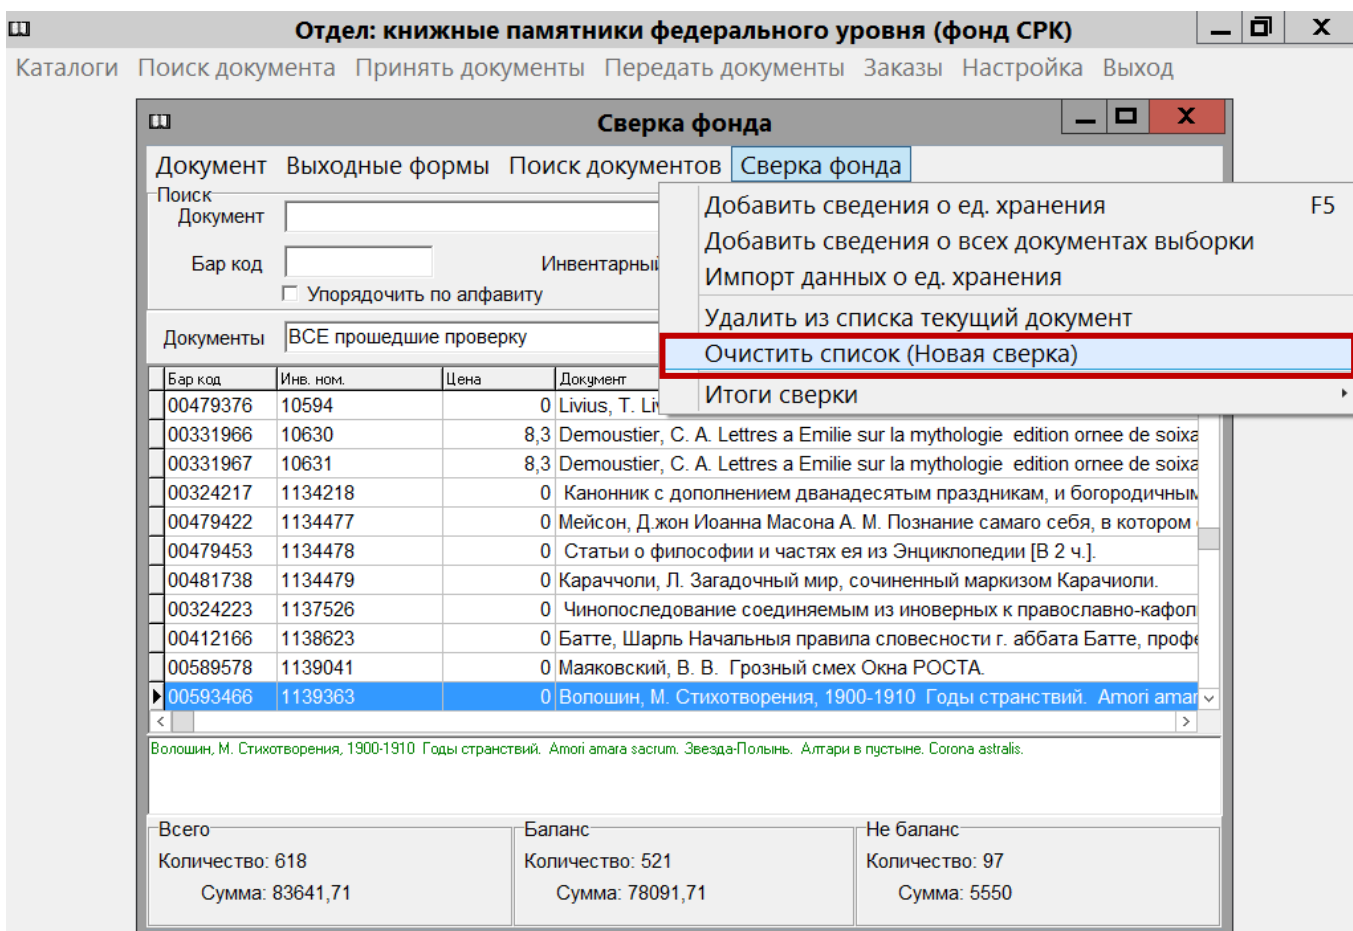 Отдел: книжные памятники федерального уровня (фонд СРК)
Каталоги Поиск документа Принять документы Передать документы Заказы Настройка Выход
Сверка фонда
Документ Выходные формы Поиск документов Сверка фонда
Поиск
Документ
Бар код Инвентарный
Упорядочить по алфавиту
Документы ВСЕ прошедшие проверку
Добавить сведения о ед. хранения F5
Добавить сведения о всех документах выборки
Импорт данных о ед. хранения
Удалить из списка текущий документ
Очистить список (Новая сверка)
Итоги сверки
Бар код Инв. ном. Цена Документ
00479376 10594 0 Livius, T. Li
00331966 10630 8,3 Demoustier, C. A. Lettres a Emilie sur la mythologie edition ornee de soixa
00331967 10631 8,3 Demoustier, C. A. Lettres a Emilie sur la mythologie edition ornee de soixa
00324217 1134218 0 Канонник с дополнением дванадесятым праздникам, и богородичным
00479422 1134477 0 Мейсон, Д.жон Иоанна Масона А. М. Познание самаго себя, в котором
00479453 1134478 0 Статьи о философии и частях ея из Энциклопедии [В 2 ч.].
00481738 1134479 0 Караччоли, Л. Загадочный мир, сочиненный маркизом Карачиоли.
00324223 1137526 0 Чинопоследование соединяемым из иноверных к православно-кафол
00412166 1138623 0 Батте, Шарль Начальныя правила словесности г. аббата Батте, профе
00589578 1139041 0 Маяковский, В. В. Грозный смех Окна РОСТА.
00593466 1139363 0 Волошин, М. Стихотворения, 1900-1910 Годы странствий. Amori amar
Волошин, М. Стихотворения, 1900-1910 Годы странствий. Amori amara sacrum. Звезда-Полынь. Алтари в пустыне. Corona astralis.
Всего Баланс Не баланс
Количество: 618 Количество: 521 Количество: 97
Сумма: 83641,71 Сумма: 78091,71 Сумма: 5550